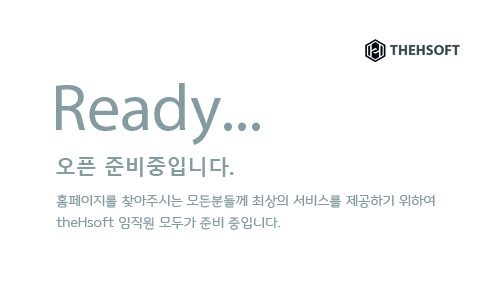 THEHSOFT
Ready...
오픈 준비중입니다.
홈페이지를 찾아주시는 모든분들께 최상의 서비스를 제공하기 위하여
theHsoft 임직원 모두가 준비 중입니다.